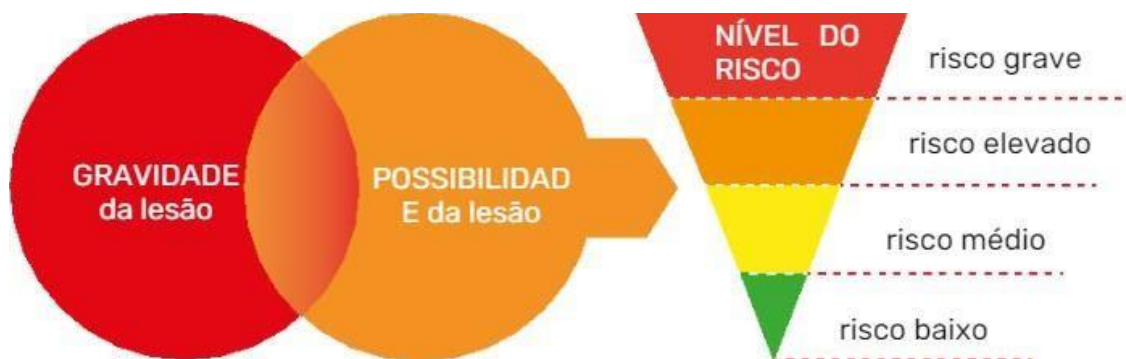 GRAVIDADE
da lesão
POSSIBILIDAD
E da lesão
NÍVEL DO
RISCO
risco grave
risco elevado
risco médio
risco baixo